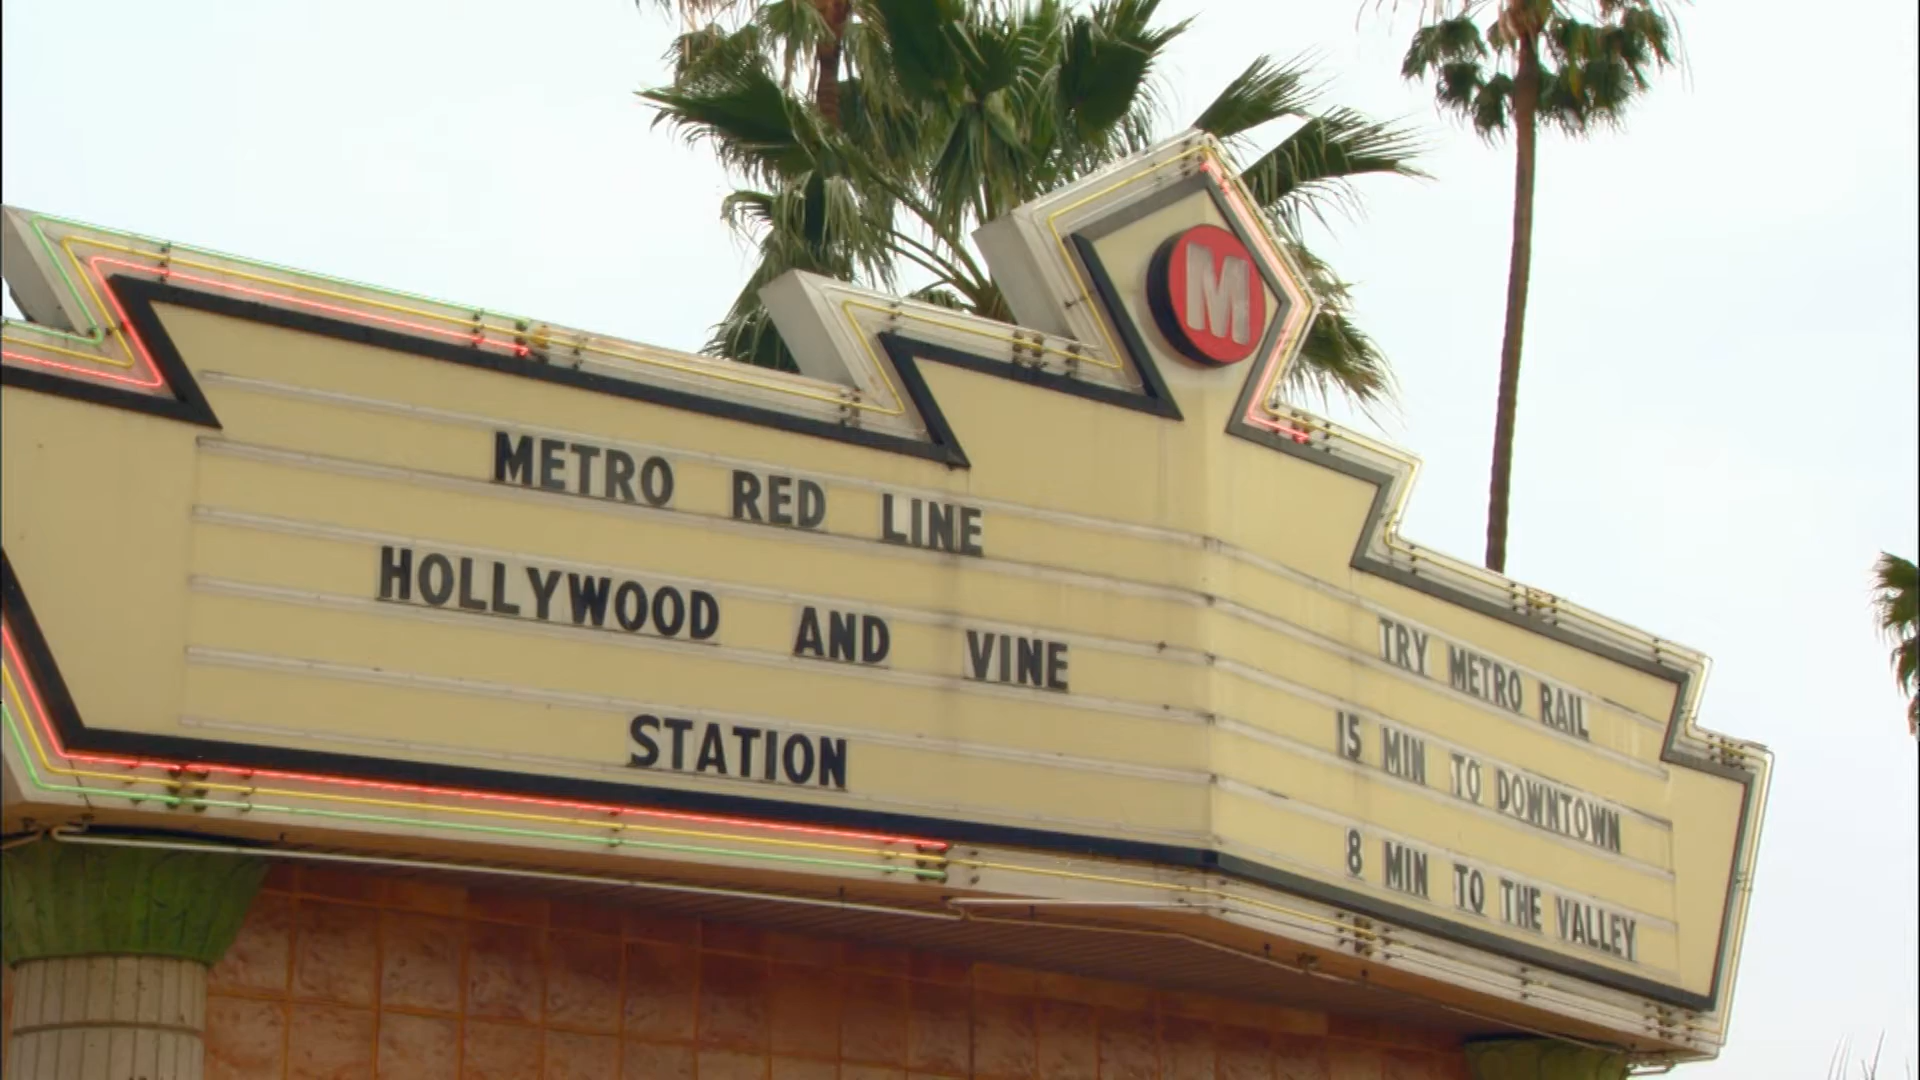 M
METRO RED LINE
HOLLYWOOD AND VINE
STATION
TRY METRO RAIL
15 MIN TO DOWNTOWN
8 MIN TO THE VALLEY